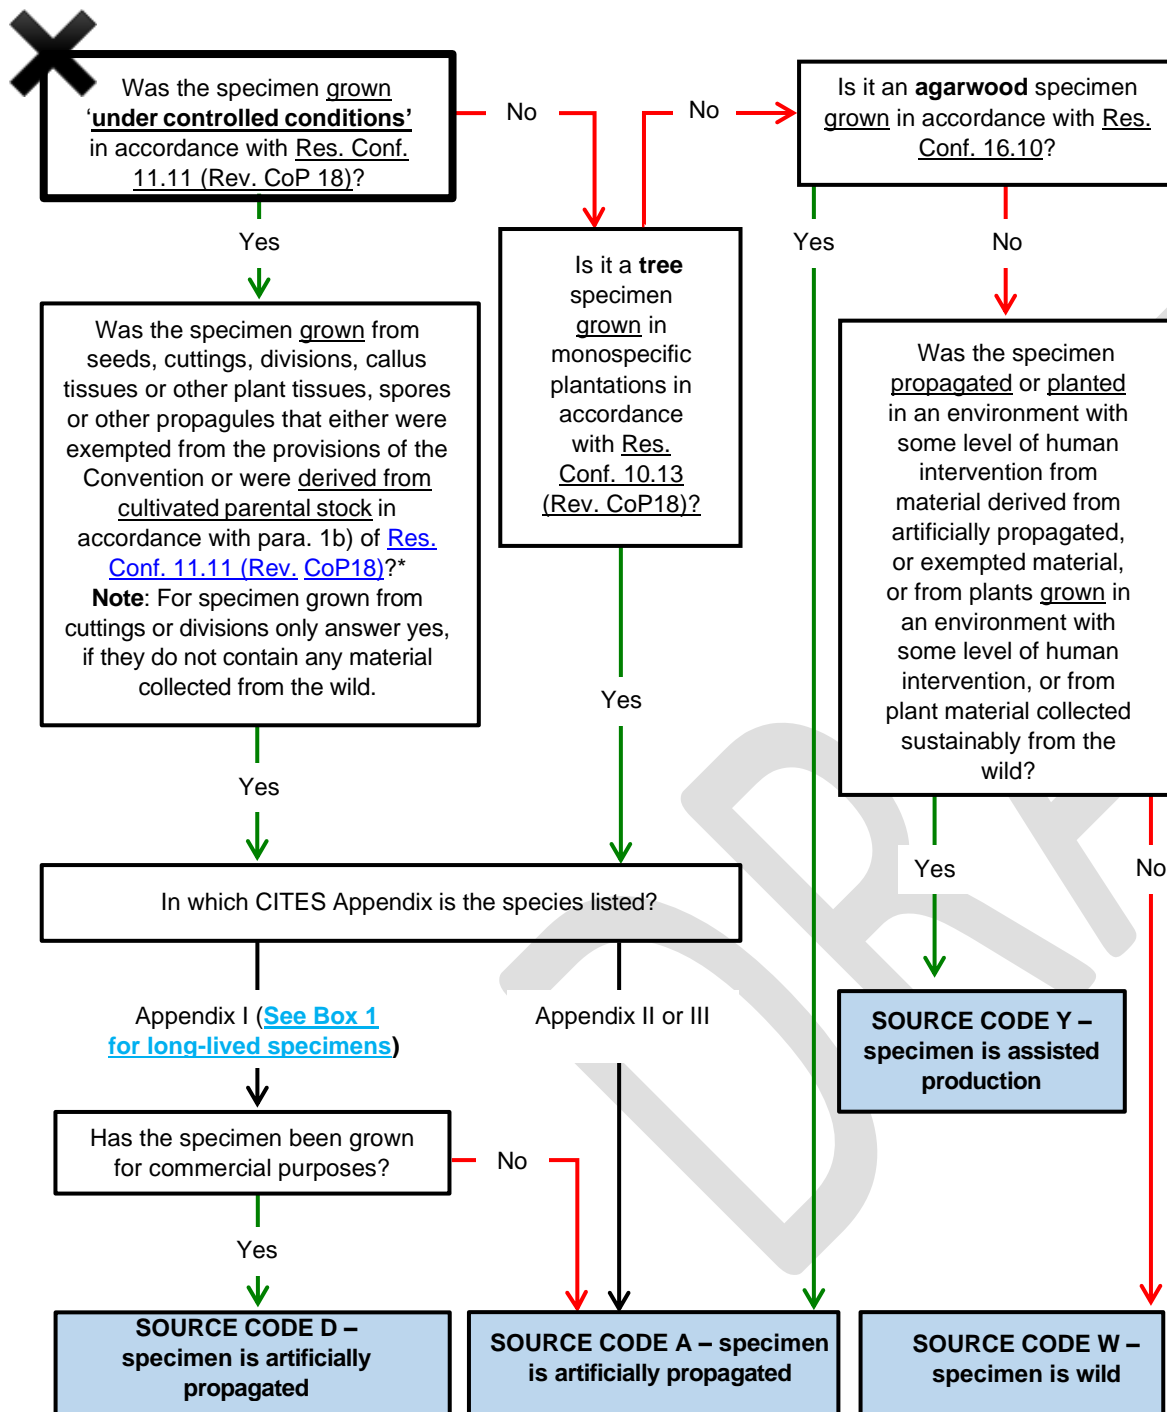 Was the specimen grown
‘under controlled conditions’
in accordance with Res. Conf.
11.11 (Rev. CoP 18)?
No
No
Is it an agarwood specimen
grown in accordance with Res.
Conf. 16.10?
Yes
Yes
No
Is it a tree
specimen
grown in
monospecific
plantations in
accordance
with Res.
Conf. 10.13
(Rev. CoP18)?
Was the specimen grown from
seeds, cuttings, divisions, callus
tissues or other plant tissues, spores
or other propagules that either were
exempted from the provisions of the
Convention or were derived from
cultivated parental stock in
accordance with para. 1b) of Res.
Conf. 11.11 (Rev. CoP18)?*
Note: For specimen grown from
cuttings or divisions only answer yes,
if they do not contain any material
collected from the wild.
Was the specimen
propagated or planted
in an environment with
some level of human
intervention from
material derived from
artificially propagated,
or exempted material,
or from plants grown in
an environment with
some level of human
intervention, or from
plant material collected
sustainably from the
wild?
Yes
Yes
Yes
No
In which CITES Appendix is the species listed?
Appendix I (See Box 1
for long-lived specimens)
Appendix II or III
SOURCE CODE Y –
specimen is assisted
production
Has the specimen been grown
for commercial purposes?
No
Yes
SOURCE CODE D –
specimen is artificially
propagated
SOURCE CODE A – specimen
is artificially propagated
SOURCE CODE W –
specimen is wild